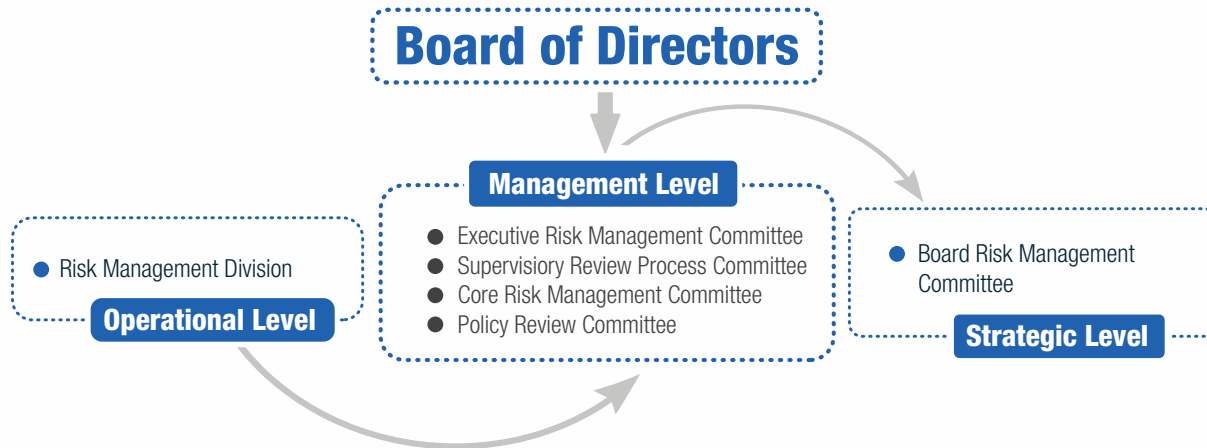 Board of Directors
Management Level
● Executive Risk Management Committee
● Supervisiory Review Process Committee
● Core Risk Management Committee
● Policy Review Committee
● Risk Management Division
Operational Level
● Board Risk Management
Committee
Strategic Level